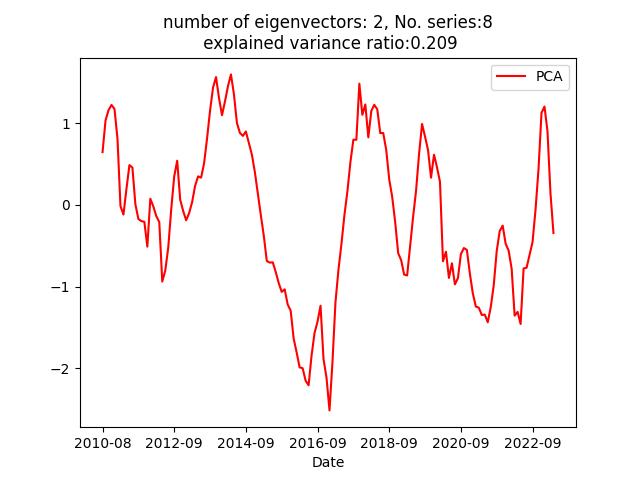 number of eigenvectors: 2, No. series:8
explained variance ratio:0.209
PCA
1
0
−1
−2
2010-08 2012-09 2014-09 2016-09 2018-09 2020-09 2022-09
Date